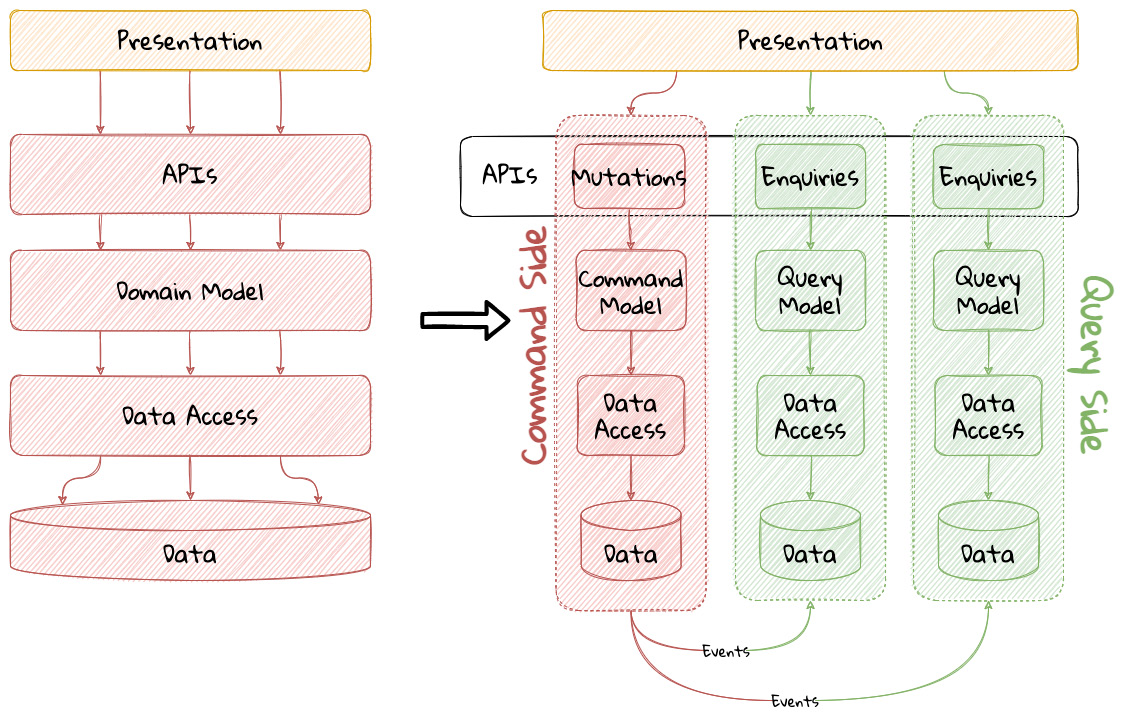 Presentation
APIs
Domain Model
Data Access
Data
Presentation
APIs
Mutations
Enquiries
Enquiries
Command Side
Command
Model
Query
Model
Query
Model
Query Side
Data
Access
Data
Access
Data
Access
Data
Data
Data
Events
Events